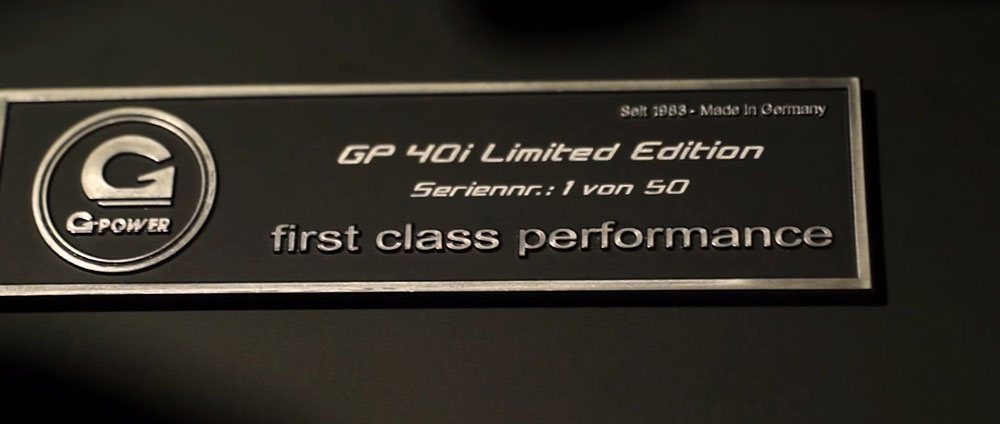 Seit 1983 - Made in Germany
GP 40i Limited Edition
Seriennr.: 1 von 50
first class performance
G
G-POWER